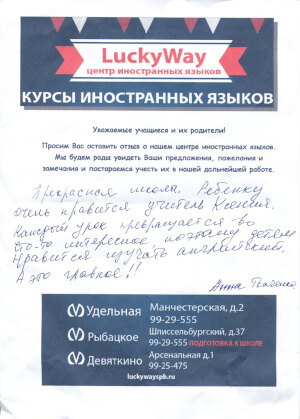 LuckyWay
центр иностранных языков
КУРСЫ ИНОСТРАННЫХ ЯЗЫКОВ
Уважаемые учащиеся и их родители!
Просим Вас оставить отзыв о нашем центре иностранных языков.
Мы будем рады увидеть Ваши предложения, пожелания и
замечания и постараемся учесть их в нашей дальнейшей работе.
Прекрасная школа. Ребенку
очень нравится учитель Ксения.
Каждый урок превращается во
что-то интересное, поэтому детям
нравится изучать английский.
А это главное!!
Анна
Удельная
Манчестерская, д.2
99-29-555
Рыбацкое
Шлиссельбургский, д.37
99-29-555 ПОДГОТОВКА К ШКОЛЕ
Девяткино
Арсенальная д.1
99-25-475
luckywayspb.ru